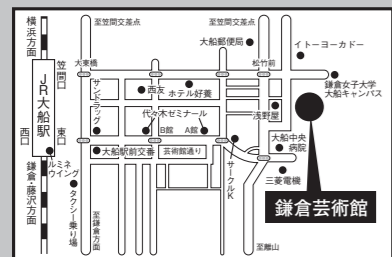 横浜方面
至笠間交差点
至笠間交差点
大船郵便局
イトーヨーカドー
笠間口
大東橋
松竹前
JR大船駅
西友
ホテル好養
鎌倉女子大学
大船キャンパス
サンドラッグ
代々木ゼミナール
浅野屋
西口
東口
B館
A館
大船中央
病院
ルミネ
ウイング
大船駅前交番
芸術館通り
サークルK
三菱電機
鎌倉・藤沢方面
タクシー乗り場
鎌倉芸術館
至鎌倉方面
至離山